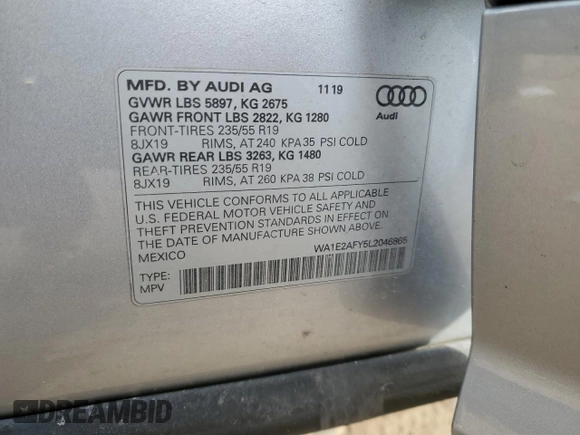 MFD. BY AUDI AG 11 19
GVWR LBS 5897, KG 2675
GAWR FRONT LBS 2822, KG 1280
FRONT-TIRES 235/55 R19
8JX19 RIMS, AT 240 KPA 35 PSI COLD
GAWR REAR LBS 3263, KG 1480
REAR-TIRES 235/55 R19
8JX19 RIMS, AT 260 KPA 38 PSI COLD
Audi
THIS VEHICLE CONFORMS TO ALL APPLICABLE
U.S. FEDERAL MOTOR VEHICLE SAFETY AND
THEFT PREVENTION STANDARDS IN EFFECT ON
THE DATE OF MANUFACTURE SHOWN ABOVE.
MEXICO WA1E2AFY5L2046865
TYPE:
MPV
DREAMBID